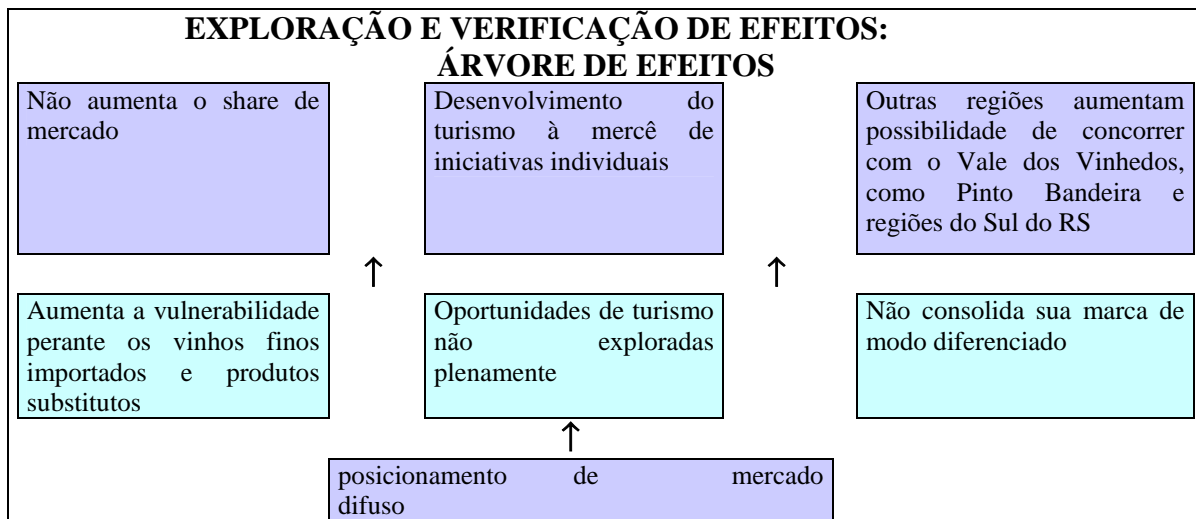 EXPLORAÇÃO E VERIFICAÇÃO DE EFEITOS:
ÁRVORE DE EFEITOS
Não aumenta o share de
mercado
Desenvolvimento do
turismo à mercê de
iniciativas individuais
Outras regiões aumentam
possibilidade de concorrer
com o Vale dos Vinhedos,
como Pinto Bandeira e
regiões do Sul do RS
↑ ↑
Aumenta a vulnerabilidade
perante os vinhos finos
importados e produtos
substitutos
Oportunidades de turismo
não exploradas
plenamente
Não consolida sua marca de
modo diferenciado
↑
posicionamento de mercado
difuso